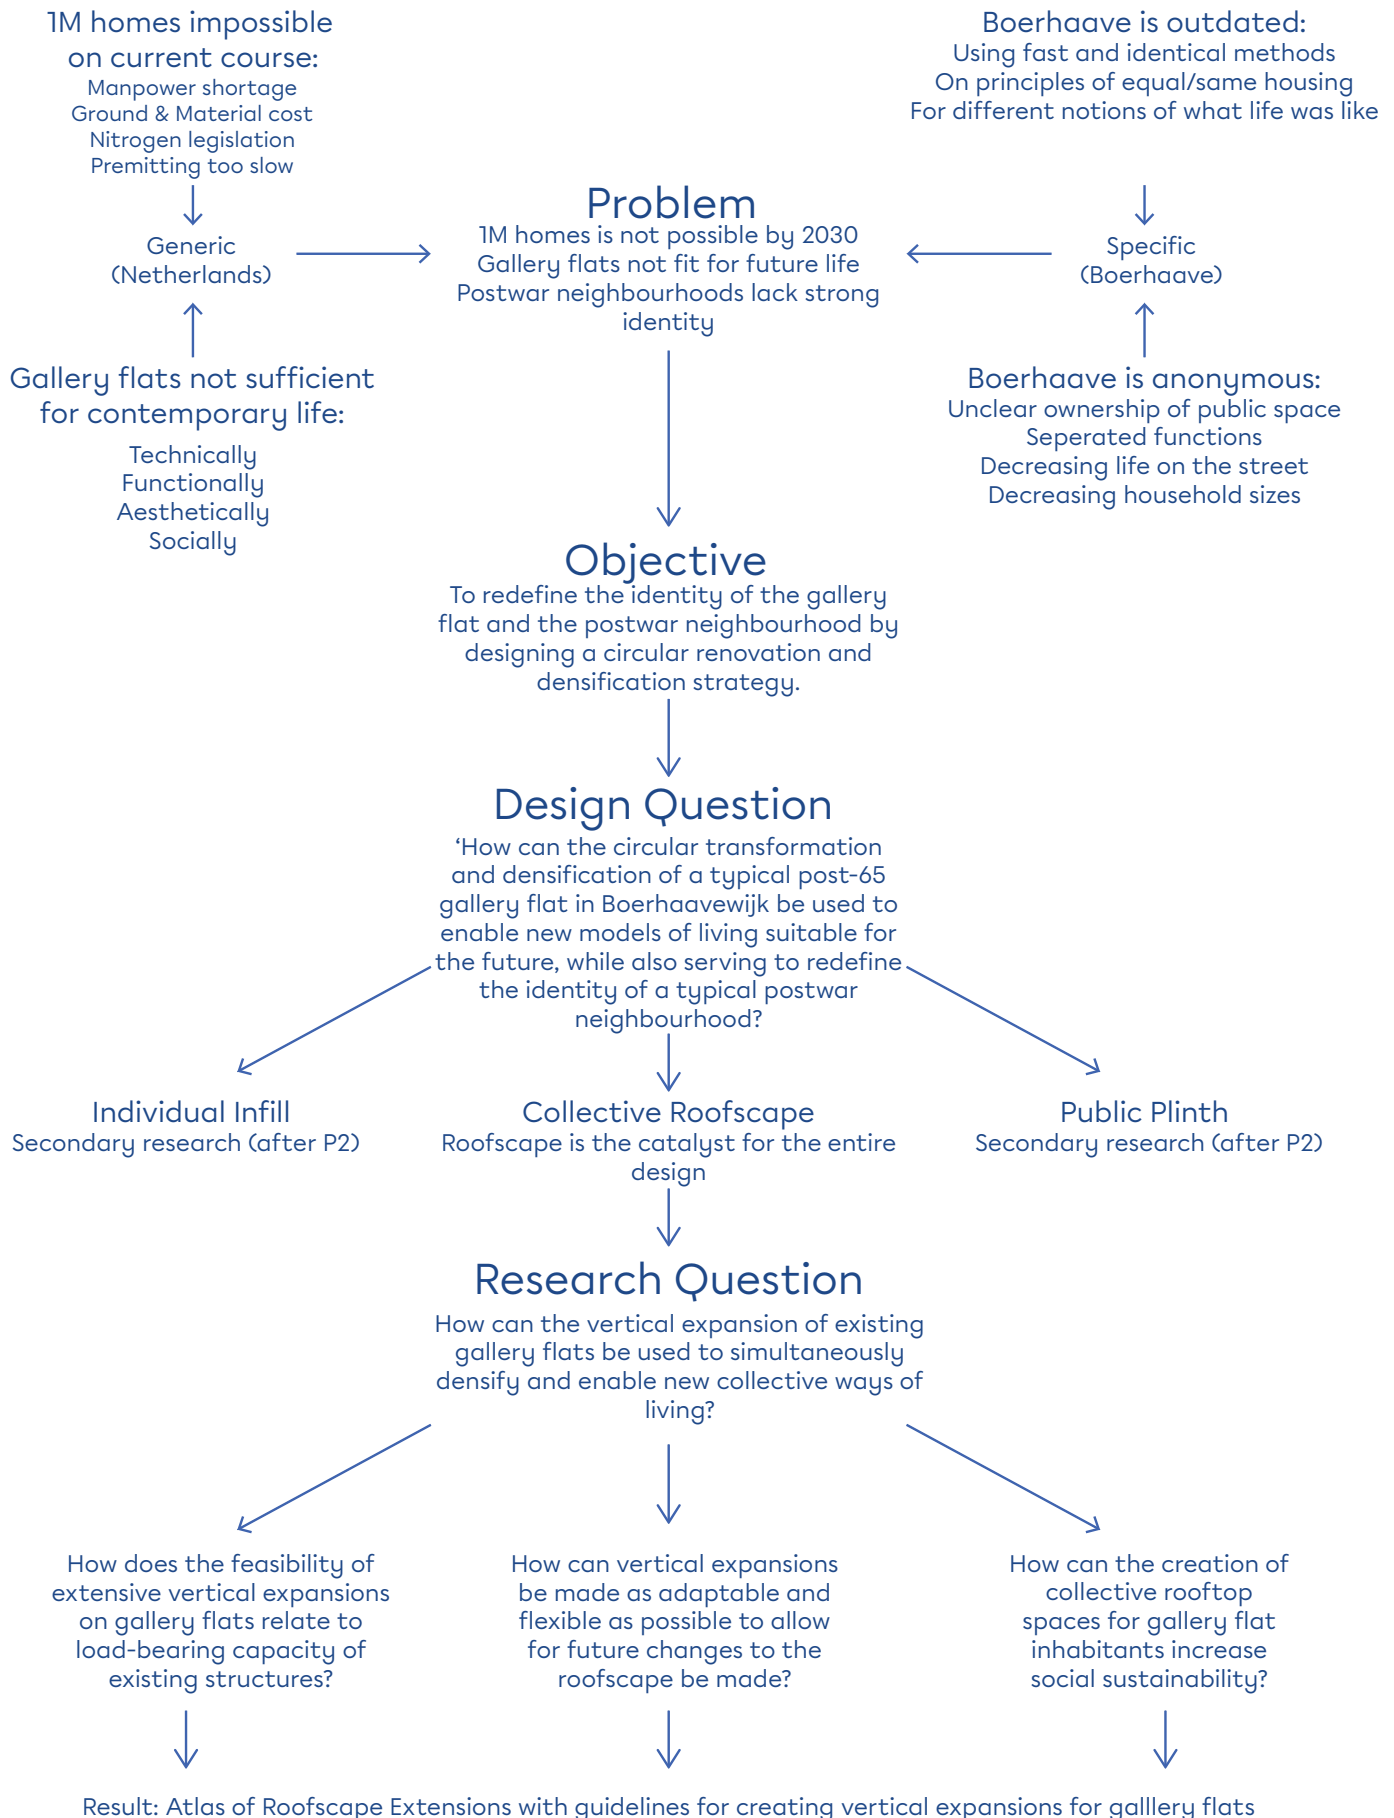 1M homes impossible
on current course:
Manpower shortage
Ground & Material cost
Nitrogen legislation
Premitting too slow
Generic
(Netherlands)
Gallery flats not sufficient
for contemporary life:
Technically
Functionally
Aesthetically
Socially
Problem
1M homes is not possible by 2030
Gallery flats not fit for future life
Postwar neighbourhoods lack strong
identity
Boerhaave is outdated:
Using fast and identical methods
On principles of equal/same housing
For different notions of what life was like
Specific
(Boerhaave)
Boerhaave is anonymous:
Unclear ownership of public space
Seperated functions
Decreasing life on the street
Decreasing household sizes
Objective
To redefine the identity of the gallery
flat and the postwar neighbourhood by
designing a circular renovation and
densification strategy.
Design Question
‘How can the circular transformation
and densification of a typical post-65
gallery flat in Boerhaavewijk be used to
enable new models of living suitable for
the future, while also serving to redefine
the identity of a typical postwar
neighbourhood?
Individual Infill
Secondary research (after P2)
Collective Roofscape
Roofscape is the catalyst for the entire
design
Public Plinth
Secondary research (after P2)
Research Question
How can the vertical expansion of existing
gallery flats be used to simultaneously
densify and enable new collective ways of
living?
How does the feasibility of
extensive vertical expansions
on gallery flats relate to
load-bearing capacity of
existing structures?
How can vertical expansions
be made as adaptable and
flexible as possible to allow
for future changes to the
roofscape be made?
How can the creation of
collective rooftop
spaces for gallery flat
inhabitants increase
social sustainability?
Result: Atlas of Roofscape Extensions with guidelines for creating vertical expansions for galllery flats